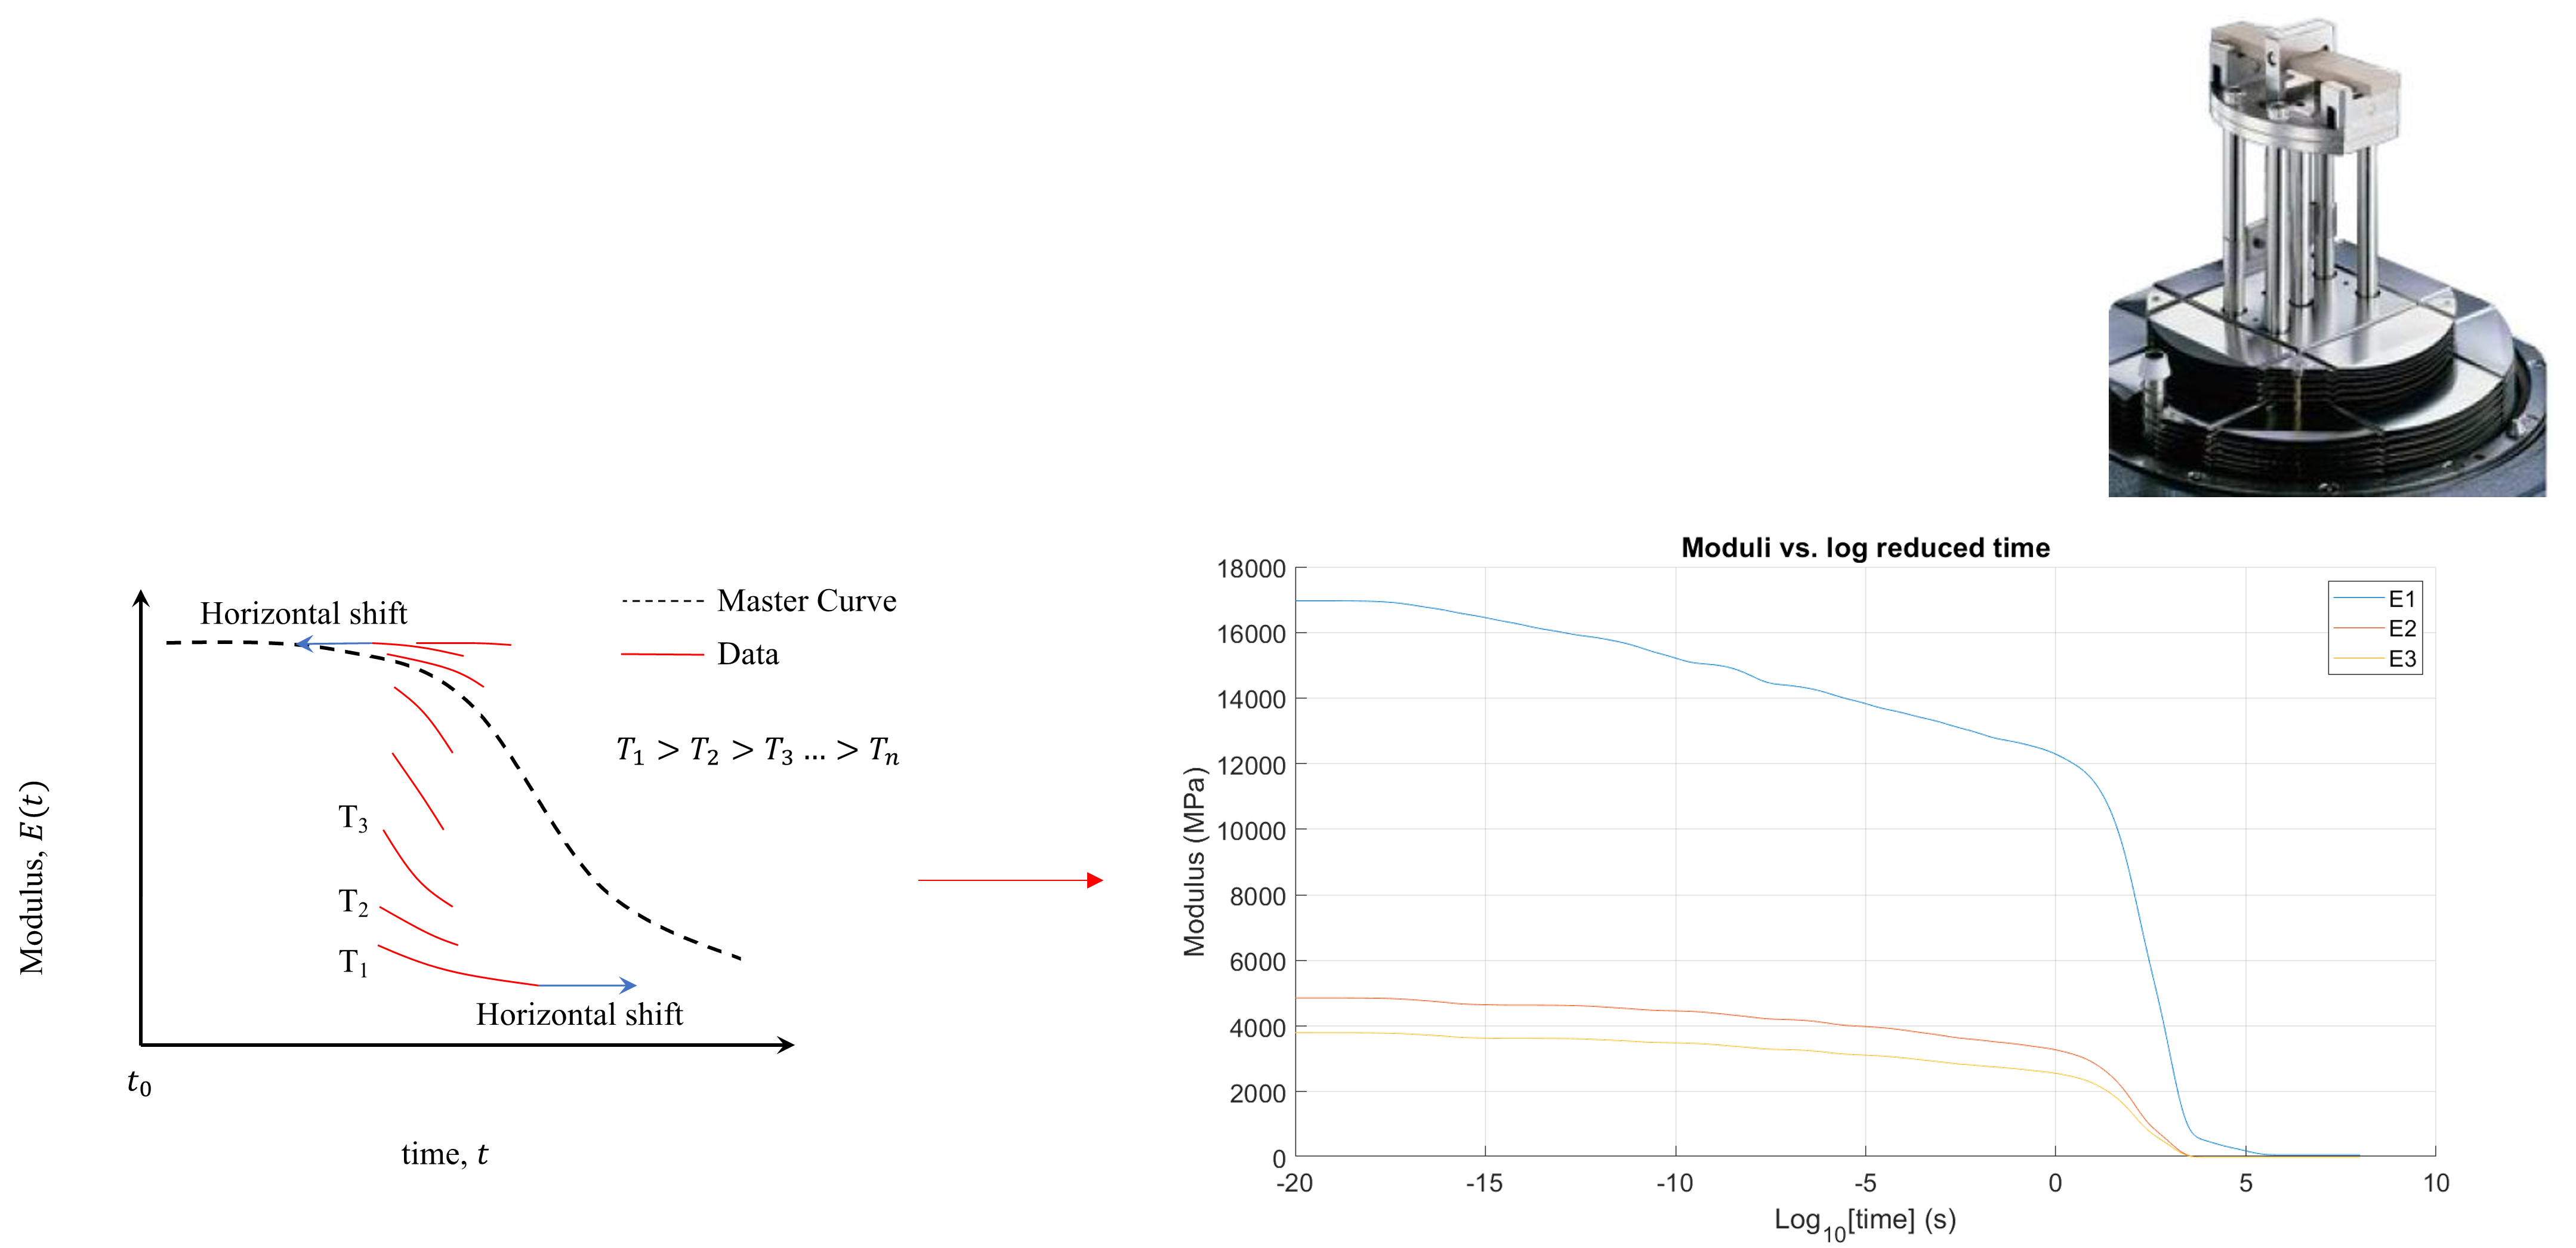 Horizontal shift
Master Curve
Data
T₁ > T₂ > T₃ … > Tₙ
T₃
T₂
T₁
Horizontal shift
Modulus, E(t)
t₀
time, t
Moduli vs. log reduced time
E1
E2
E3
Modulus (MPa)
18000
16000
14000
12000
10000
8000
6000
4000
2000
0
-20 -15 -10 -5 0 5 10
Log₁₀[time] (s)